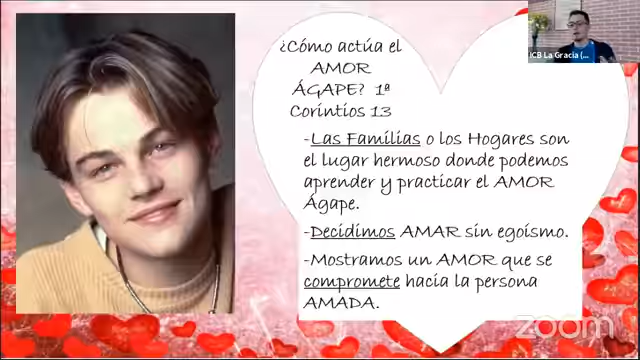 ¿Cómo actúa el
AMOR
ÁGAPE? 1ª
Corintios 13
-Las Familias o los Hogares son
el lugar hermoso donde podemos
aprender y practicar el AMOR
Ágape.
-Decidimos AMAR sin egoísmo.
-Mostramos un AMOR que se
compromete hacia la persona
AMADA.
ICB La Gracia (...
zoom